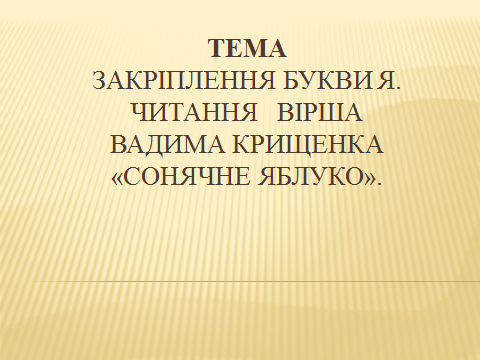 ТЕМА
ЗАКРІПЛЕННЯ БУКВИ Я.
ЧИТАННЯ ВІРША
ВАДИМА КРИЩЕНКА
«СОНЯЧНЕ ЯБЛУКО».